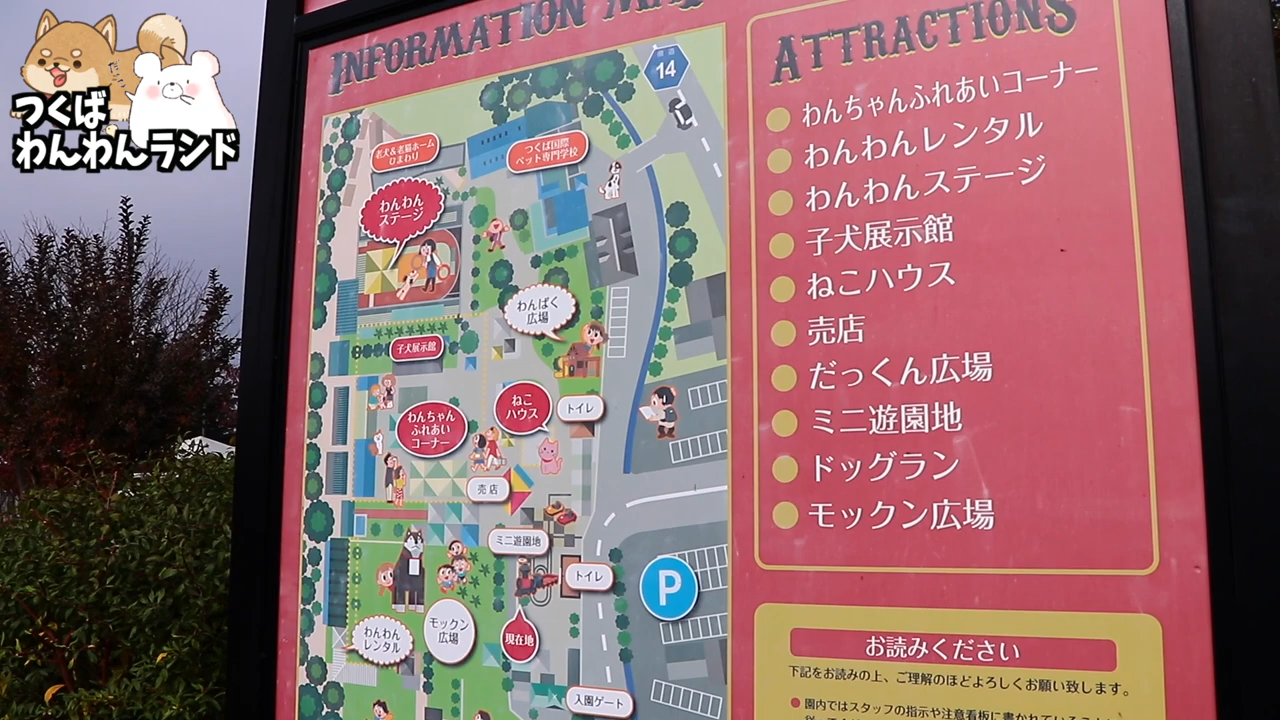 つくば
わんわんランド
INFORMATION MAP
県道
14
老犬&老猫ホーム
ひまわり
つくば国際
ペット専門学校
わんわん
ステージ
わんぱく
広場
子犬展示館
わんちゃん
ふれあい
コーナー
ねこ
ハウス
トイレ
売店
ミニ遊園地
トイレ
P
モックン
広場
わんわん
レンタル
現在地
入園ゲート
ATTRACTIONS
わんちゃんふれあいコーナー
わんわんレンタル
わんわんステージ
子犬展示館
ねこハウス
売店
だっくん広場
ミニ遊園地
ドッグラン
モックン広場
お読みください
下記をお読みの上、ご理解のほどよろしくお願い致します。
園内ではスタッフの指示や注意看板に書かれている